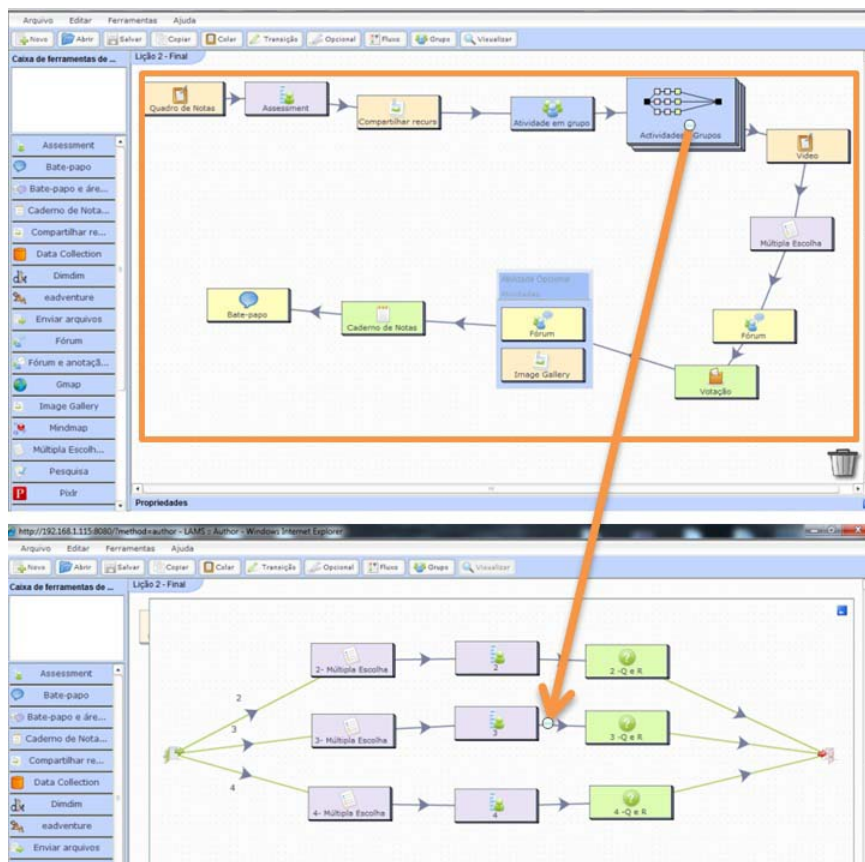 Arquivo Editar Ferramentas Ajuda
Novo Abrir Salvar Copiar Colar Transição Opcional Fluxo Grupo Visualizar
Caixa de ferramentas de ...
Lição 2 - Final
Quadro de Notas
Assessment
Compartilhar recurs
Atividade em grupo
Actividades Grupos
Video
Múltipla Escolha
Fórum
Votação
Atividade Opcional
Atividades
Fórum
Image Gallery
Caderno de Notas
Bate-papo
Assessment
Bate-papo
Bate-papo e áre...
Caderno de Nota...
Compartilhar re...
Data Collection
Dimdim
eadventure
Enviar arquivos
Fórum
Fórum e anotaçã...
Gmap
Image Gallery
Mindmap
Múltipla Escolh...
Pesquisa
Pixlr
Propriedades
http://192.168.1.115:8080/?method=author - LAMS :: Author - Windows Internet Explorer
Arquivo Editar Ferramentas Ajuda
Novo Abrir Salvar Copiar Colar Transição Opcional Fluxo Grupo Visualizar
Caixa de ferramentas de ...
Lição 2 - Final
Assessment
Bate-papo
Bate-papo e áre...
Caderno de Nota...
Compartilhar re...
Data Collection
Dimdim
eadventure
Enviar arquivos
2
2- Múltipla Escolha
2
2 -Q e R
3
3- Múltipla Escolha
3
3 -Q e R
4
4- Múltipla Escolha
4
4 -Q e R